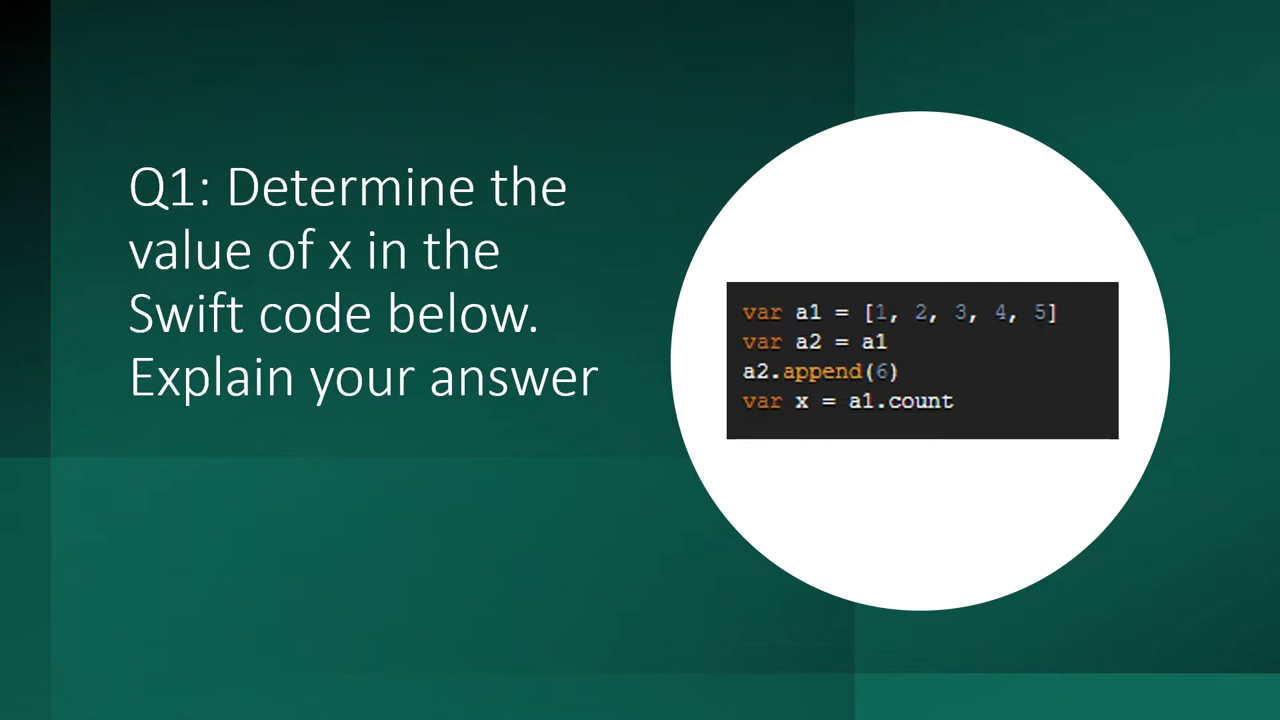 Q1: Determine the
value of x in the
Swift code below.
Explain your answer
var a1 = [1, 2, 3, 4, 5]
var a2 = a1
a2.append(6)
var x = a1.count